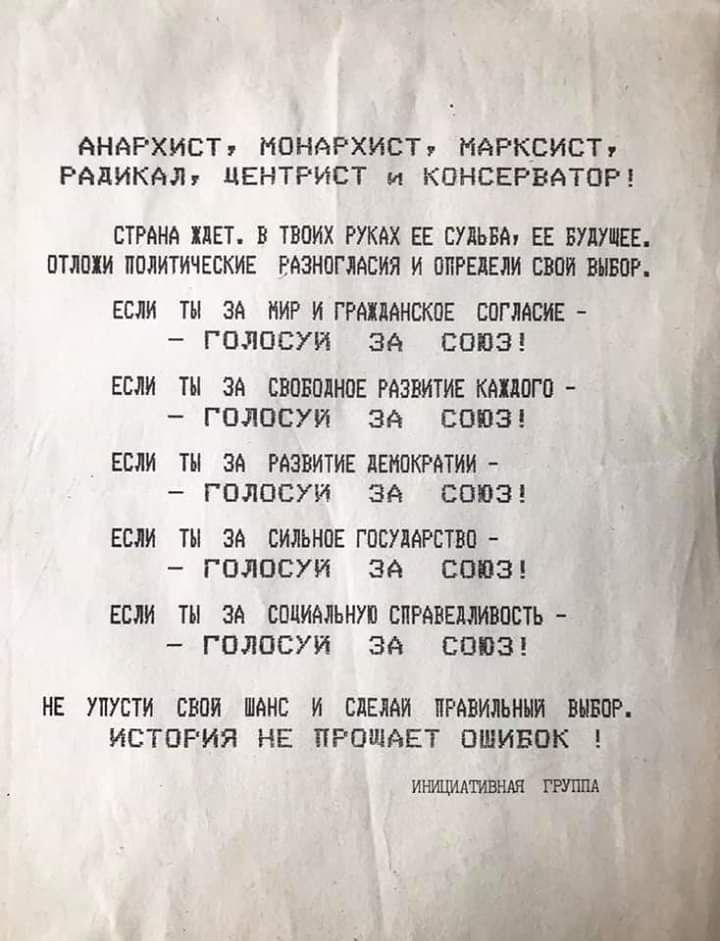 АНАРХИСТ, МОНАРХИСТ, МАРКСИСТ,
РАДИКАЛ, ЦЕНТРИСТ и КОНСЕРВАТОР!
СТРАНА ЖДЕТ. В ТВОИХ РУКАХ ЕЕ СУДЬБА, ЕЕ БУДУЩЕЕ.
ОТЛОЖИ ПОЛИТИЧЕСКИЕ РАЗНОГЛАСИЯ И ОПРЕДЕЛИ СВОЙ ВЫБОР.
ЕСЛИ ТЫ ЗА МИР И ГРАЖДАНСКОЕ СОГЛАСИЕ -
- ГОЛОСУЙ ЗА СОЮЗ!
ЕСЛИ ТЫ ЗА СВОБОДНОЕ РАЗВИТИЕ КАЖДОГО -
- ГОЛОСУЙ ЗА СОЮЗ!
ЕСЛИ ТЫ ЗА РАЗВИТИЕ ДЕМОКРАТИИ -
- ГОЛОСУЙ ЗА СОЮЗ!
ЕСЛИ ТЫ ЗА СИЛЬНОЕ ГОСУДАРСТВО -
- ГОЛОСУЙ ЗА СОЮЗ!
ЕСЛИ ТЫ ЗА СОЦИАЛЬНУЮ СПРАВЕДЛИВОСТЬ -
- ГОЛОСУЙ ЗА СОЮЗ!
НЕ УПУСТИ СВОЙ ШАНС И СДЕЛАЙ ПРАВИЛЬНЫЙ ВЫБОР.
ИСТОРИЯ НЕ ПРОЩАЕТ ОШИБОК !
ИНИЦИАТИВНАЯ ГРУППА